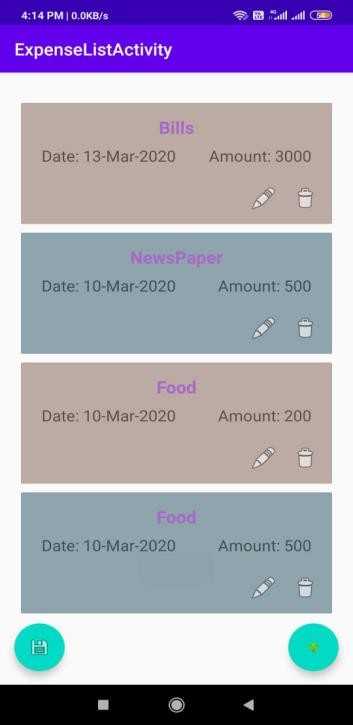 4:14 PM | 0.0KB/s
ExpenseListActivity
Bills
Date: 13-Mar-2020 Amount: 3000
NewsPaper
Date: 10-Mar-2020 Amount: 500
Food
Date: 10-Mar-2020 Amount: 200
Food
Date: 10-Mar-2020 Amount: 500